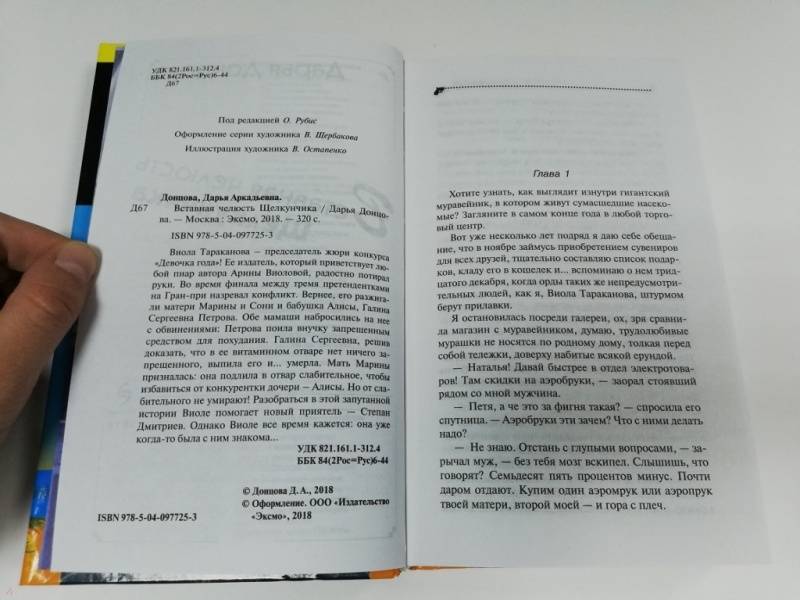 УДК 821.161.1-312.4
ББК 84(2Рос=Рус)6-44
Д67
Под редакцией О. Рубис
Оформление серии художника В. Щербакова
Иллюстрация художника В. Остапенко
Донцова, Дарья Аркадьевна.
Д67 Вставная челюсть Щелкунчика / Дарья Донцо-
ва. — Москва : Эксмо, 2018. — 320 с.
ISBN 978-5-04-097725-3
Виола Тараканова – председатель жюри конкурса
«Девочка года»! Ее издатель, который приветствует лю-
бой пиар автора Арины Виоловой, радостно потирал
руки. Во время финала между тремя претендентками
на Гран-при назревал конфликт. Вернее, его разжига-
ли матери Марины и Сони и бабушка Алисы, Галина
Сергеевна Петрова. Обе мамаши набросились на нее
с обвинениями: Петрова поила внучку запрещенным
средством для похудания. Галина Сергеевна, решив
доказать, что в ее витаминном отваре нет ничего за-
прещенного, выпила его и... умерла. Мать Марины
призналась: она подлила в отвар слабительное, чтобы
избавиться от конкурентки дочери – Алисы. Но от сла-
бительного не умирают! Разобраться в этой запутанной
истории Виоле помогает новый приятель — Степан
Дмитриев. Однако Виоле все время кажется: она уже
когда-то была с ним знакома...
УДК 821.161.1-312.4
ББК 84(2Рос=Рус)6-44
© Донцова Д.А., 2018
© Оформление. ООО «Издательство
ISBN 978-5-04-097725-3 «Эксмо», 2018
Глава 1
Хотите узнать, как выглядит изнутри гигантский
муравейник, в котором живут сумасшедшие насеко-
мые? Загляните в самом конце года в любой торго-
вый центр.
Вот уже несколько лет подряд я даю себе обеща-
ние, что в ноябре займусь приобретением сувениров
для всех друзей, тщательно составляю список подар-
ков, кладу его в кошелек и... вспоминаю о нем трид-
цатого декабря, когда орды таких же непредусмотри-
тельных людей, как я, Виола Тараканова, штурмом
берут прилавки.
Я остановилась посреди галереи, ох, зря сравни-
ла магазин с муравейником, думаю, трудолюбивые
мурашки не носятся по родному дому, толкая перед
собой тележки, доверху набитые всякой ерундой.
— Наталья! Давай быстрее в отдел электротова-
ров! Там скидки на аэробруки, — заорал стоявший
рядом со мной мужчина.
— Петя, а че это за фигня такая? — спросила его
спутница. — Аэробруки эти зачем? Что с ними делать
надо?
— Не знаю. Отстань с глупыми вопросами, — за-
рычал муж, — без тебя мозг вскипел. Слышишь, что
говорят? Семьдесят пять процентов минус. Почти
даром отдают. Купим один аэромрук или аэропрук
твоей матери, второй моей — и гора с плеч.